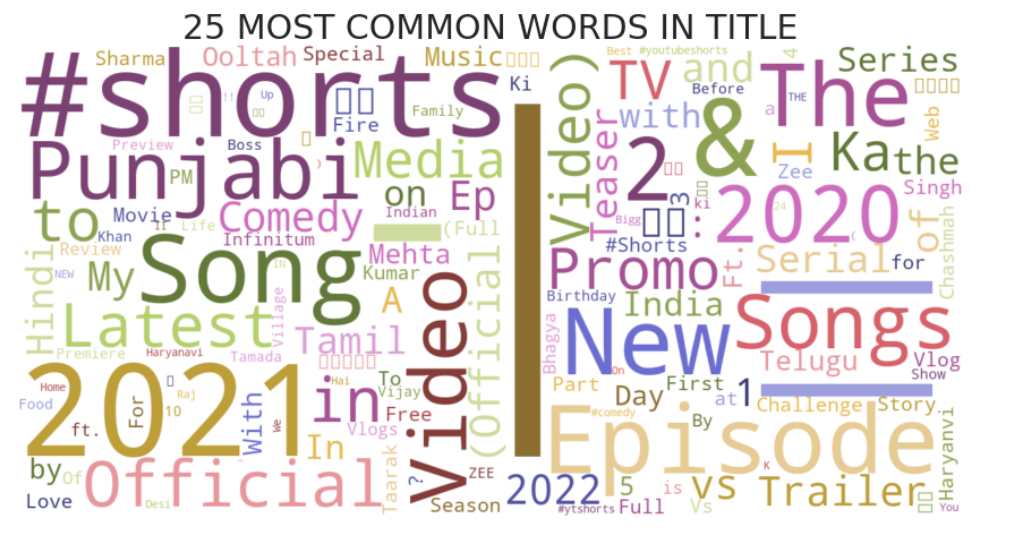 25 MOST COMMON WORDS IN TITLE
#shorts
Sharma
Ooltah
Special
Music
Ki
Up
!!
Fire
Family
Preview
Boss
)
PM
Punjabi
Media
on
Ep
Indian
to
Movie
II
Life
Khan
Comedy
Infinitum
(Full
Review
NEW
My
Song
IN
Mehta
Kumar
A
Hindi
Latest
Village
Tamil
Premiere
Haryanavi
Tamada
Video
(Official
|
2021
Home
Food
ft.
For
10
Raj
With
We
in
Hai
To
Vijay
Free
Vlogs
In
by
Of
Official
Love
Desi
Taarak
?
ZEE
Season
2022
Video)
Teaser
Best
#youtubeshorts
TV
and
Before
with
&
4
The
THE
a
I
Zee
Series
Web
Ka
the
2
3
ki
Bigg
:
#Shorts
2020
24
(
Singh
of
Chashmah
Promo
Ft.
Serial
for
Birthday
India
Bhagya
New
On
Songs
Telugu
Vlog
Show
Part
Day
First
at
1
Challenge
Story
#comedy
By
Episode
K
Haryanvi
5
is
vs
Vs
Trailer
#ytshorts
Full
You